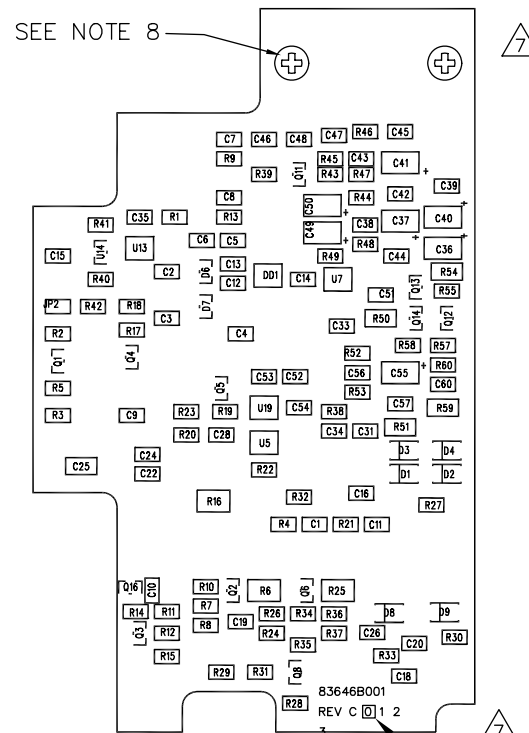 SEE NOTE 8
7
C7 C46 C48 C47 R46 C45
R9 R45 C43 C41
R39 Q11 R43 R47
C8 C50 R44 C42 C39
C35 R1 R13 C38 C37 C40
R41 C49
C6 C5 R48 C36
U14 U13 R49 C44
C15 C13 D6
C2 DD1 C14 U7 R54
R40 C12 Q13
C5 R55
JP2 R42 R18 D7
C3 R50 Q14 Q12
R2 R17 C4 C33
R58 R57
Q1 Q4 R52
R60
C53 C52 C56 C55
R5 Q5 R53 C60
U19 C54 C57 R59
R3 C9 R23 R19 R38
R20 C28 C34 C31 R51
U5
C24 D3 D4
C25 C22 R22 D1 D2
R16 R32 C16 R27
R4 C1 R21 C11
Q16 C10 R10 Q2 R6 Q6 R25
R14 R11 R7 R26 R34 R36 D8 D9
C19
Q3 R12 R8 R24 R37 C26 R30
R35 C20
R15 R33
R29 R31 Q8 C18
83646B001
R28
REV C 0 1 2
3
7